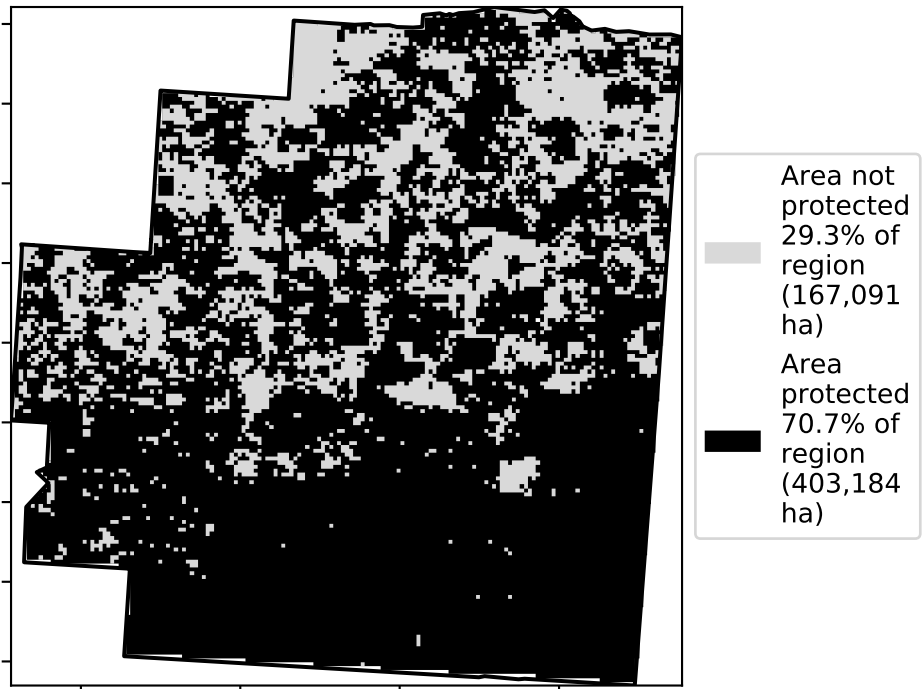 Area not
protected
29.3% of
region
(167,091
ha)
Area
protected
70.7% of
region
(403,184
ha)